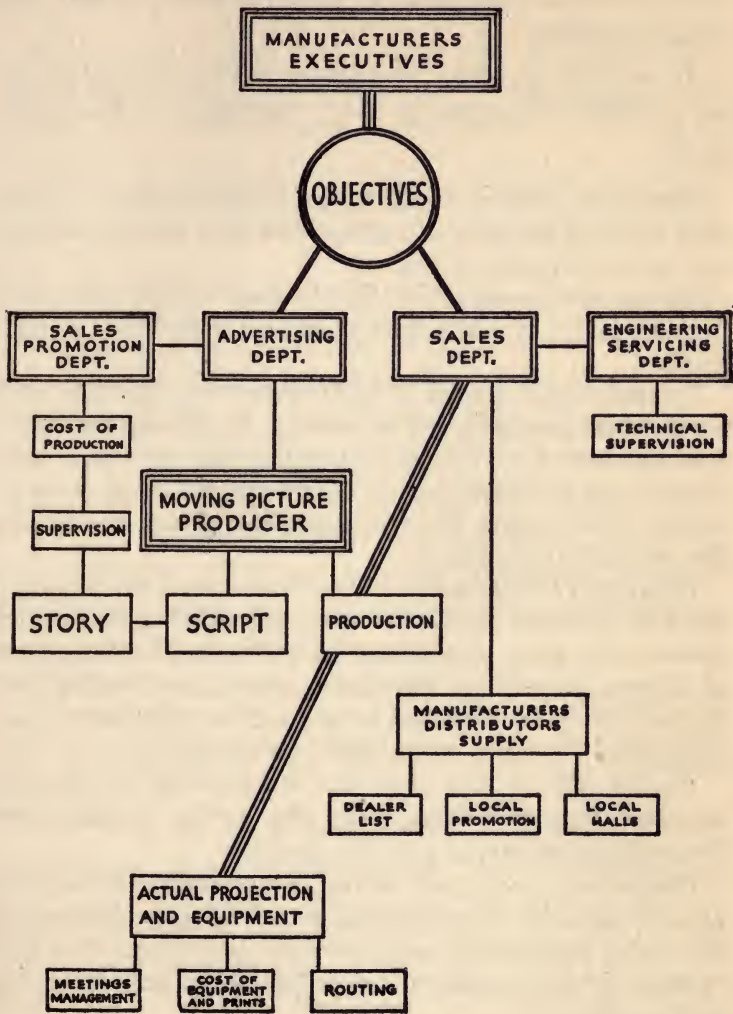 MANUFACTURERS
EXECUTIVES
OBJECTIVES
SALES
PROMOTION
DEPT.
ADVERTISING
DEPT.
SALES
DEPT.
ENGINEERING
SERVICING
DEPT.
COST OF
PRODUCTION
TECHNICAL
SUPERVISION
MOVING PICTURE
PRODUCER
SUPERVISION
STORY
SCRIPT
PRODUCTION
MANUFACTURERS
DISTRIBUTORS
SUPPLY
DEALER
LIST
LOCAL
PROMOTION
LOCAL
HALLS
ACTUAL PROJECTION
AND EQUIPMENT
MEETINGS
MANAGEMENT
COST OF
EQUIPMENT
AND PRINTS
ROUTING